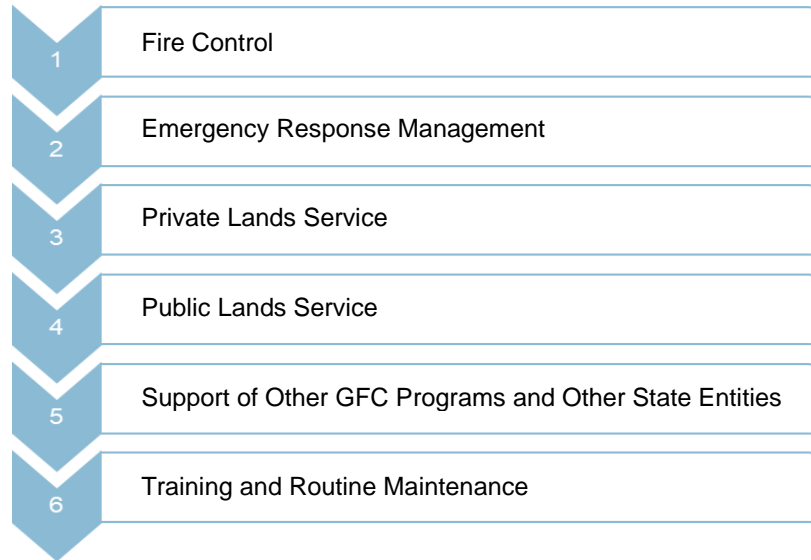 1
Fire Control
2
Emergency Response Management
3
Private Lands Service
4
Public Lands Service
5
Support of Other GFC Programs and Other State Entities
6
Training and Routine Maintenance